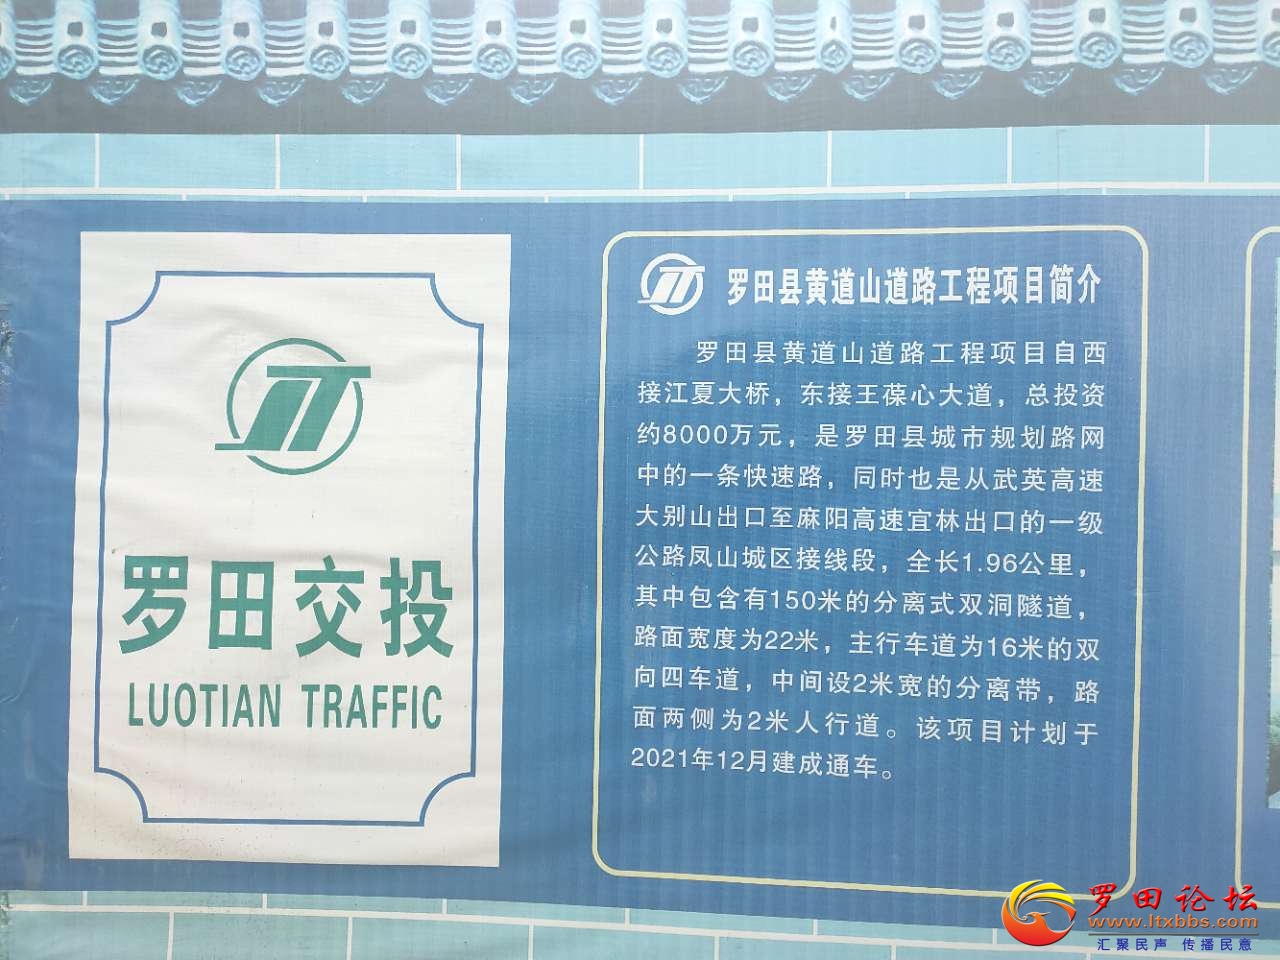 罗田交投
LUOTIAN TRAFFIC
罗田县黄道山道路工程项目简介
罗田县黄道山道路工程项目自西
接江夏大桥，东接王葆心大道，总投资
约8000万元，是罗田县城市规划路网
中的一条快速路，同时也是从武英高速
大别山出口至麻阳高速宜林出口的一级
公路凤山城区接线段，全长1.96公里，
其中包含有150米的分离式双洞隧道，
路面宽度为22米，主行车道为16米的双
向四车道，中间设2米宽的分离带，路
面两侧为2米人行道。该项目计划于
2021年12月建成通车。
罗田论坛
www.ltxbbs.com
汇聚民声 传播民意